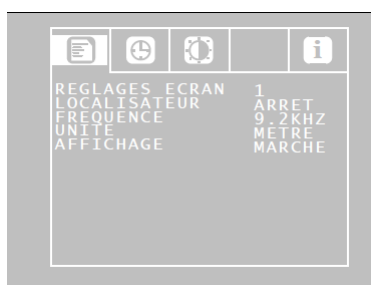 REGLAGES ECRAN 1
LOCALISATEUR ARRET
FREQUENCE 9.2KHZ
UNITE METRE
AFFICHAGE MARCHE